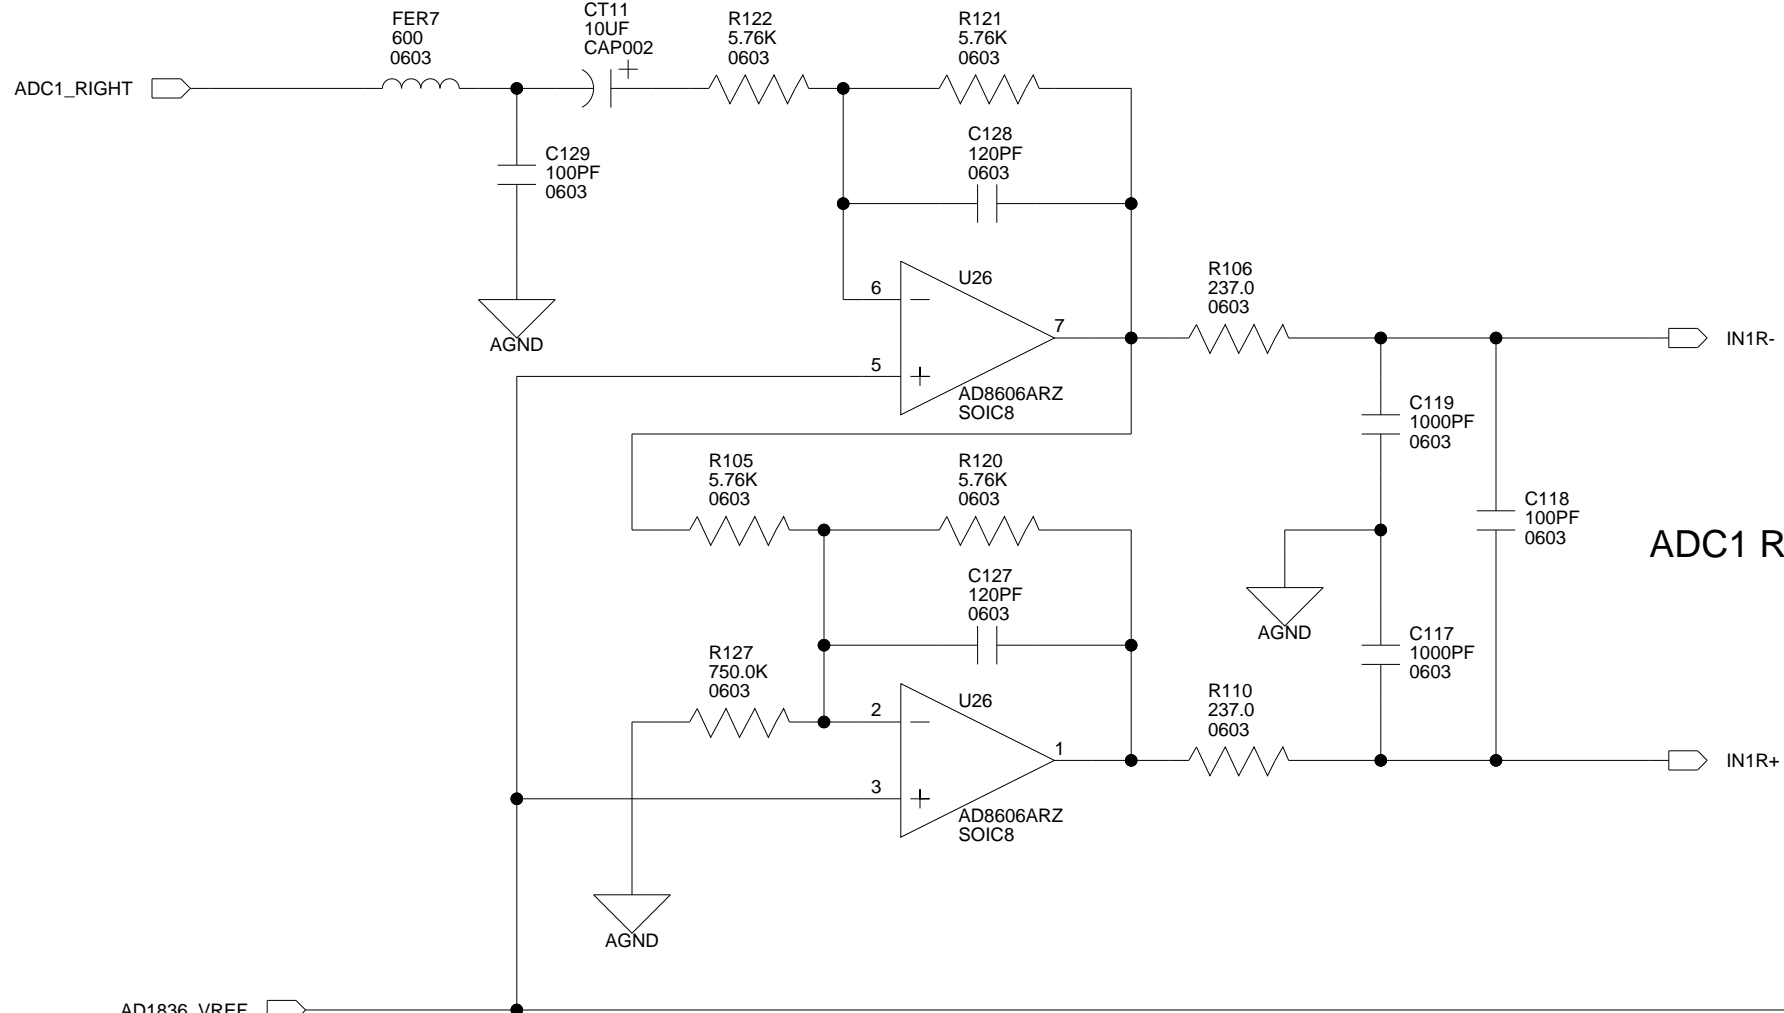 FER7
600
0603
CT11
10UF
CAP002
+
R122
5.76K
0603
R121
5.76K
0603
ADC1_RIGHT
C129
100PF
0603
AGND
C128
120PF
0603
U26
6
5
7
AD8606ARZ
SOIC8
R106
237.0
0603
IN1R-
C119
1000PF
0603
C118
100PF
0603
ADC1 R
AGND
C117
1000PF
0603
R105
5.76K
0603
R120
5.76K
0603
C127
120PF
0603
R127
750.0K
0603
AGND
U26
2
3
1
AD8606ARZ
SOIC8
R110
237.0
0603
IN1R+
AD1836_VREF